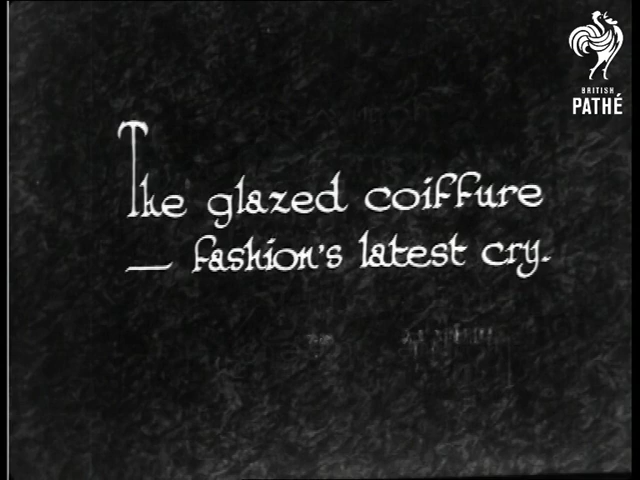 BRITISH
PATHÉ
The glazed coiffure
— fashion's latest cry.